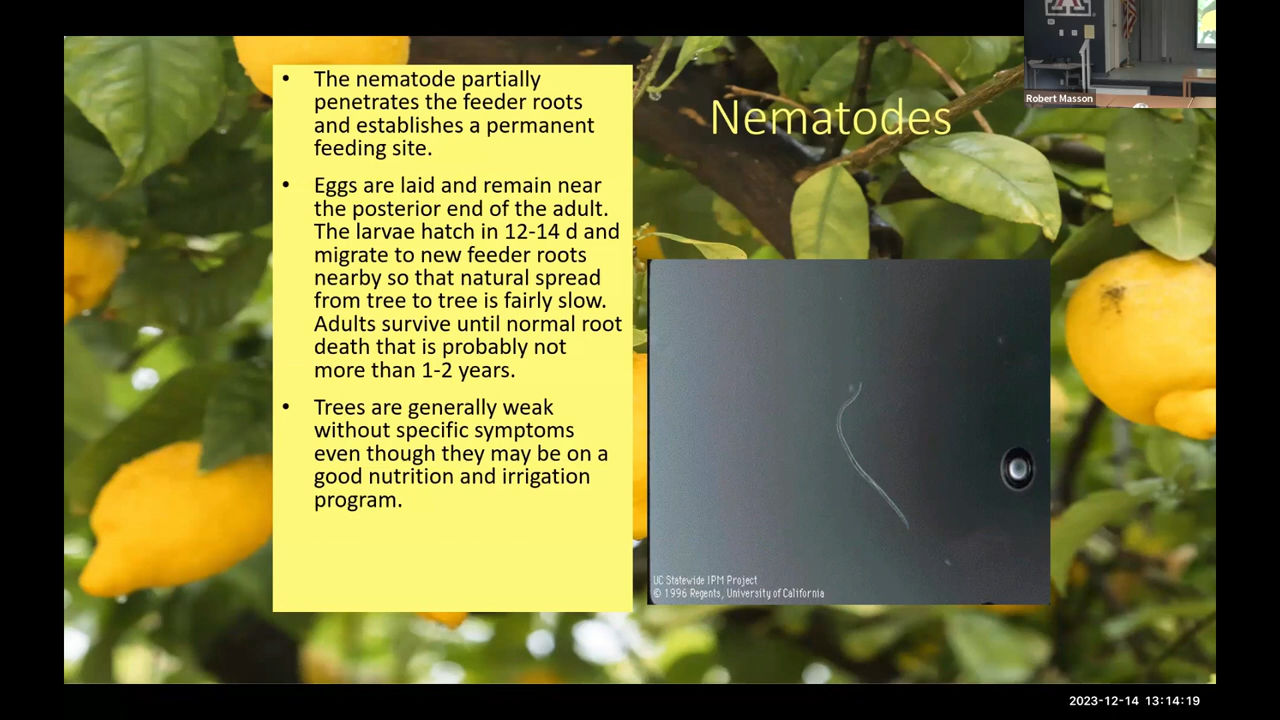 • The nematode partially
penetrates the feeder roots
and establishes a permanent
feeding site.
• Eggs are laid and remain near
the posterior end of the adult.
The larvae hatch in 12-14 d and
migrate to new feeder roots
nearby so that natural spread
from tree to tree is fairly slow.
Adults survive until normal root
death that is probably not
more than 1-2 years.
• Trees are generally weak
without specific symptoms
even though they may be on a
good nutrition and irrigation
program.
Nematodes
UC Statewide IPM Project
© 1996 Regents, University of California
A
Robert Masson
2023-12-14 13:14:19